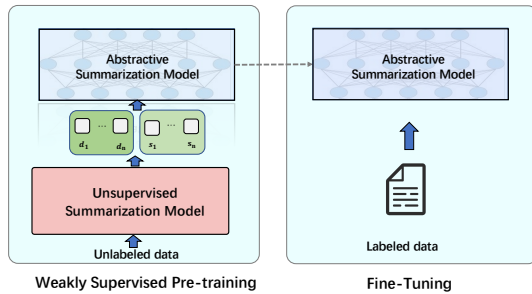 Abstractive
Summarization Model
... ...
d₁ dₙ s₁ sₙ
Unsupervised
Summarization Model
Unlabeled data
Weakly Supervised Pre-training
Abstractive
Summarization Model
Labeled data
Fine-Tuning